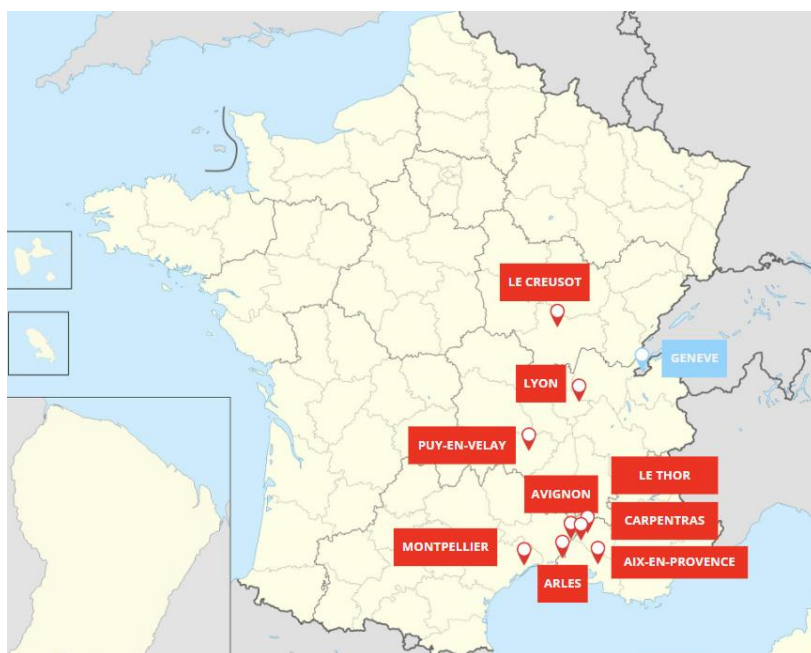 LE CREUSOT
GENEVE
LYON
PUY-EN-VELAY
LE THOR
AVIGNON
CARPENTRAS
MONTPELLIER
AIX-EN-PROVENCE
ARLES